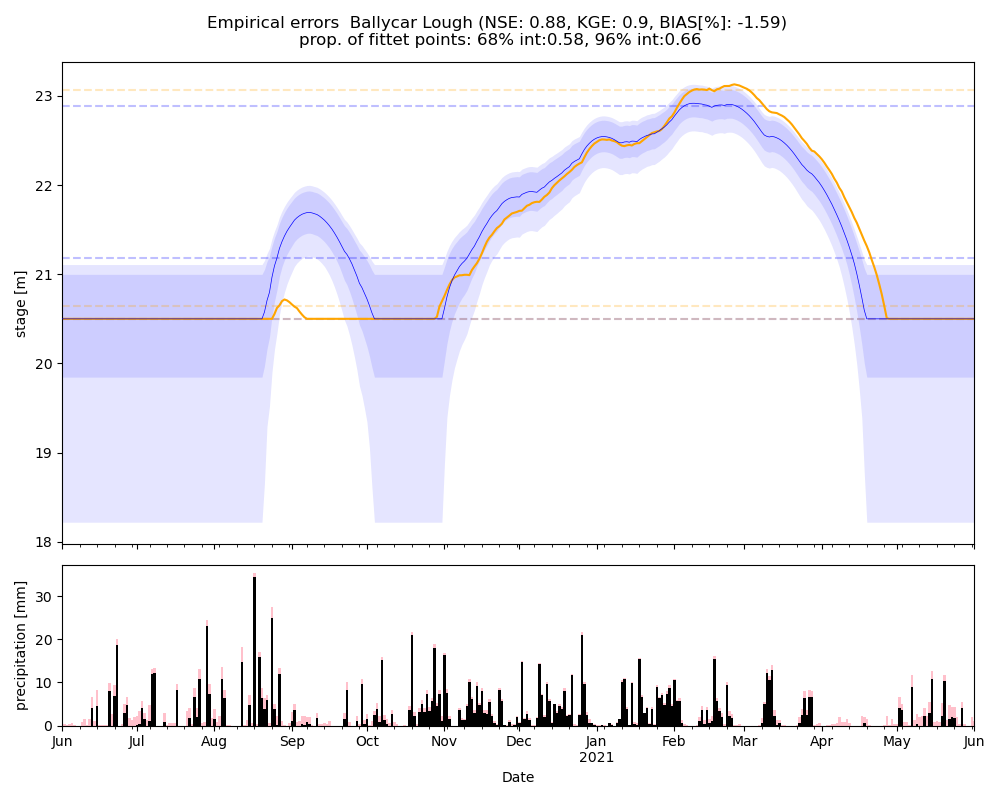 Empirical errors  Ballycar Lough (NSE: 0.88, KGE: 0.9, BIAS[%]: -1.59)
prop. of fittet points: 68% int:0.58, 96% int:0.66
stage [m]
23
22
21
20
19
18
precipitation [mm]
30
20
10
0
Jun Jul Aug Sep Oct Nov Dec Jan Feb Mar Apr May Jun
2021
Date